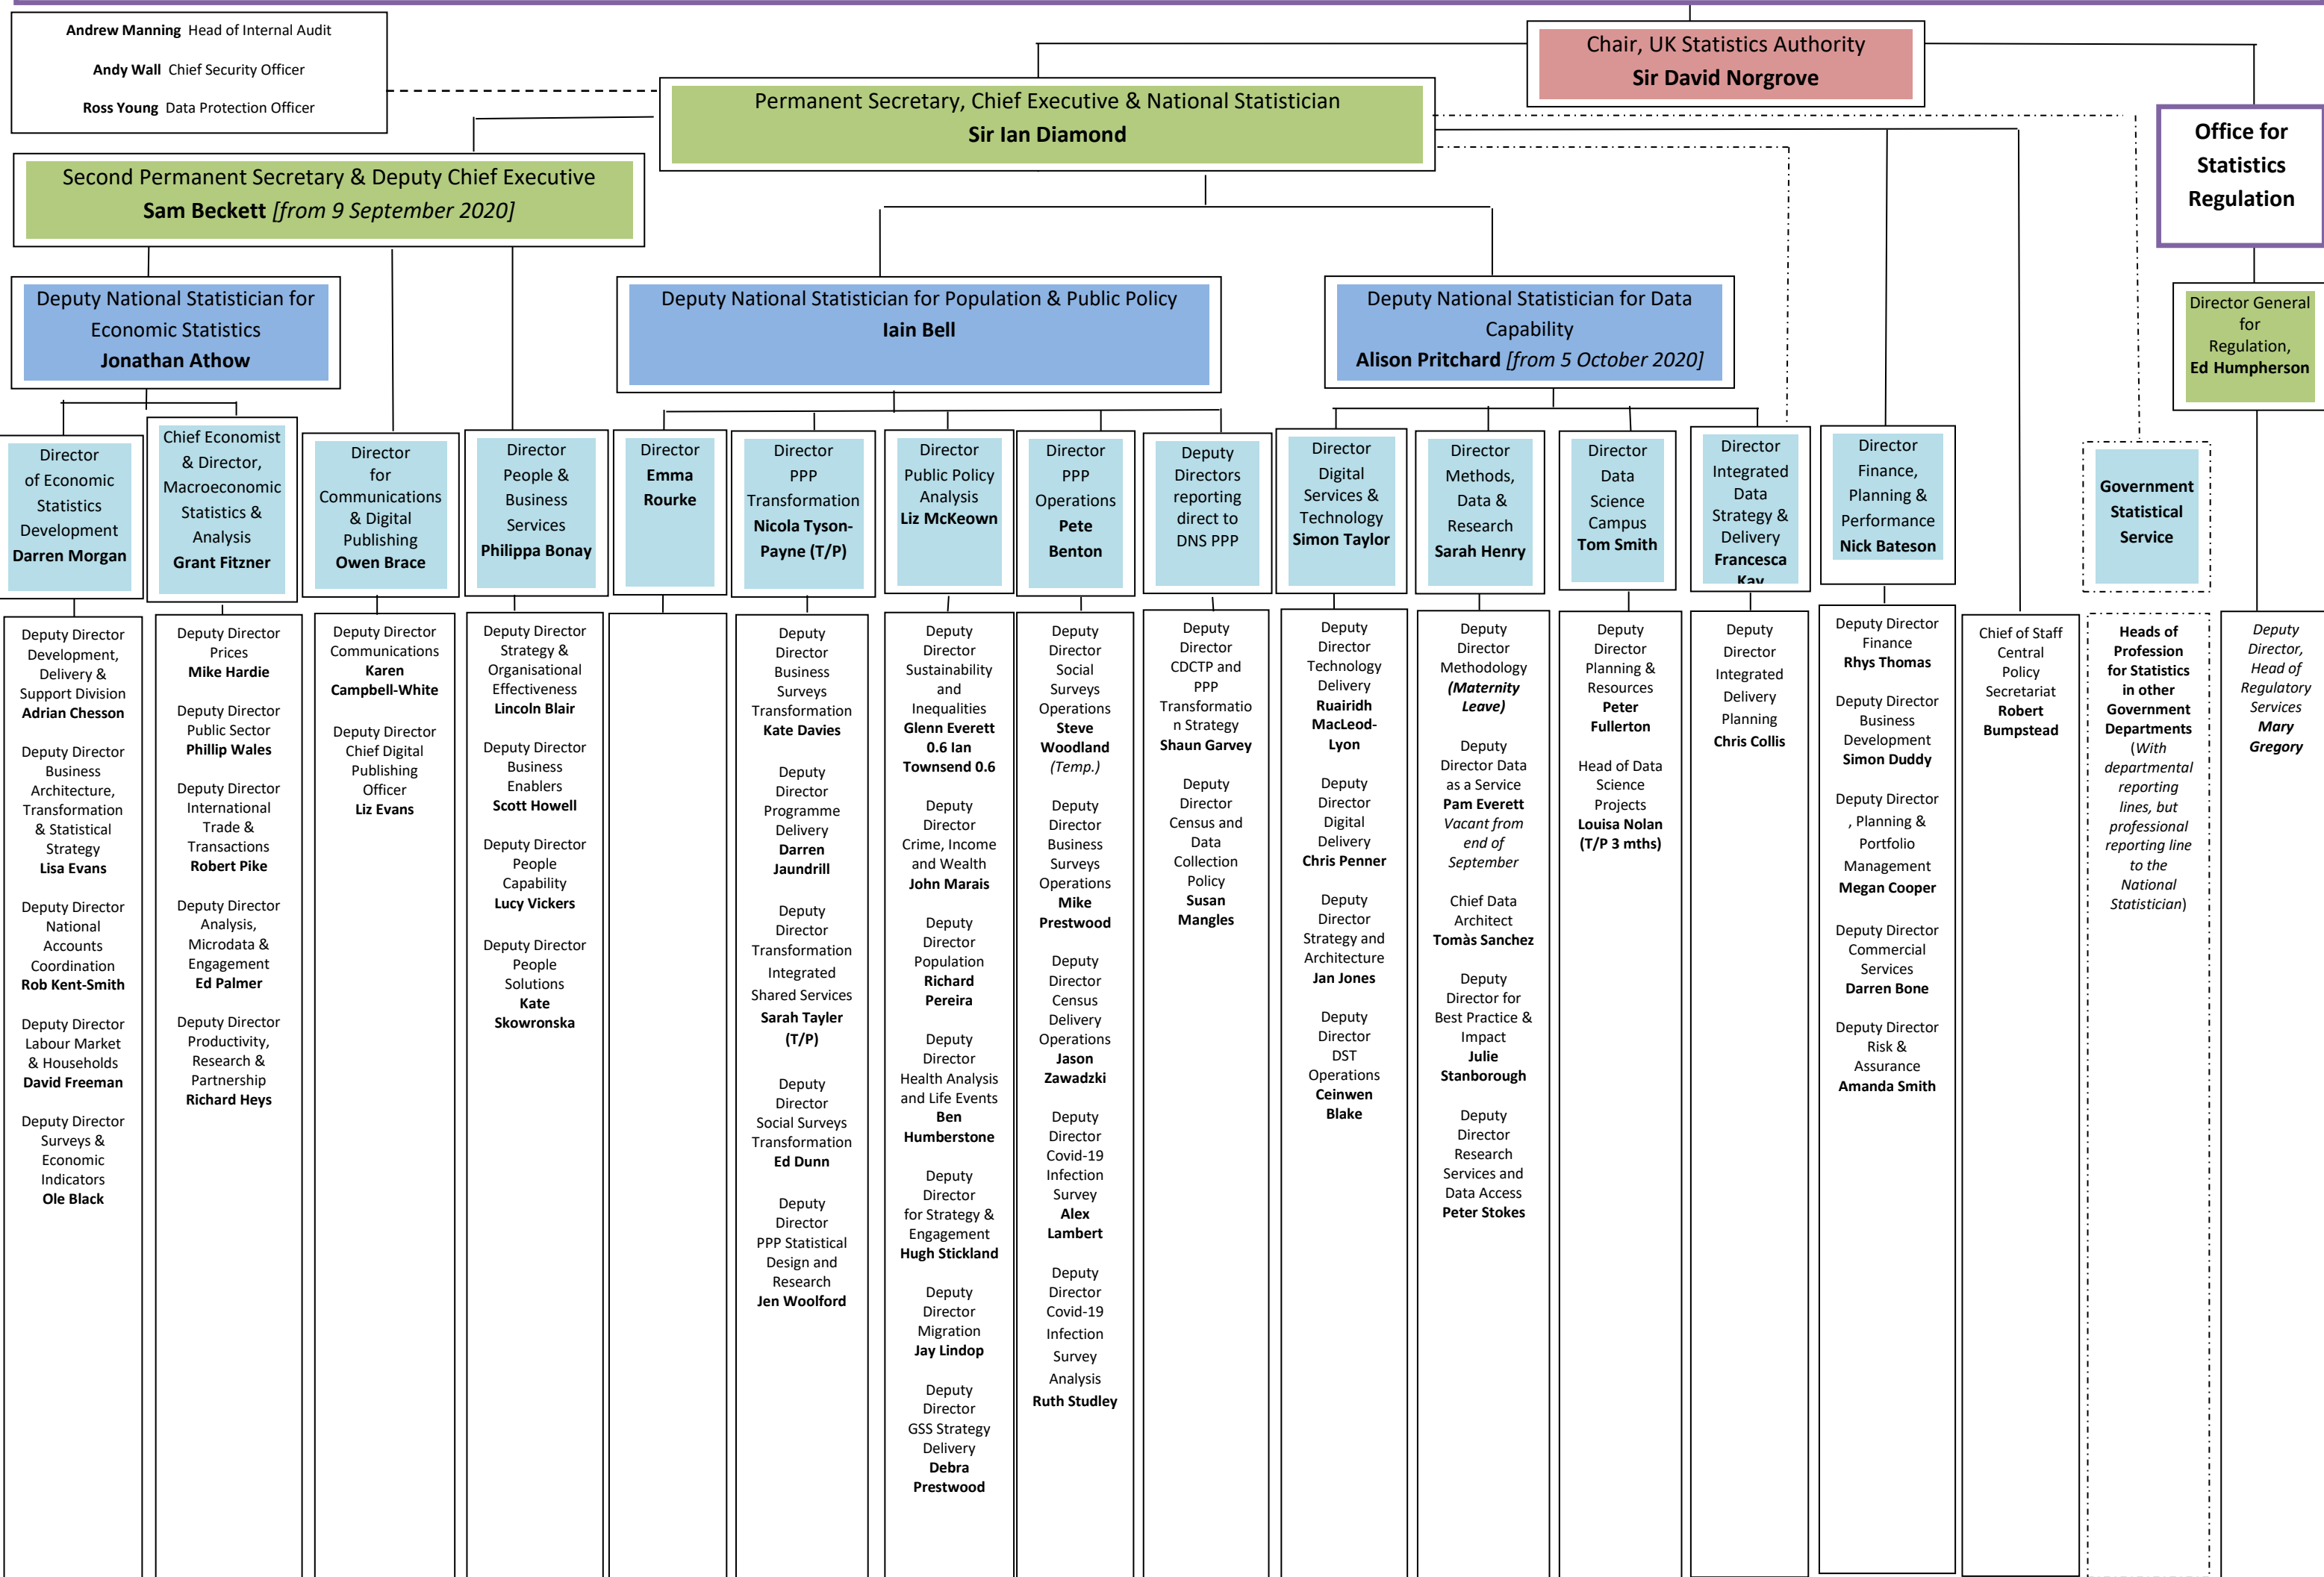 Andrew Manning Head of Internal Audit
Andy Wall Chief Security Officer
Ross Young Data Protection Officer
Chair, UK Statistics Authority
Sir David Norgrove
Permanent Secretary, Chief Executive & National Statistician
Sir Ian Diamond
Office for
Statistics
Regulation
Second Permanent Secretary & Deputy Chief Executive
Sam Beckett [from 9 September 2020]
Deputy National Statistician for
Economic Statistics
Jonathan Athow
Deputy National Statistician for Population & Public Policy
Iain Bell
Deputy National Statistician for Data
Capability
Alison Pritchard [from 5 October 2020]
Director General
for
Regulation,
Ed Humpherson
Director
of Economic
Statistics
Development
Darren Morgan
Chief Economist
& Director,
Macroeconomic
Statistics &
Analysis
Grant Fitzner
Director
for
Communications
& Digital
Publishing
Owen Brace
Director
People &
Business
Services
Philippa Bonay
Director
Emma
Rourke
Director
PPP
Transformation
Nicola Tyson-
Payne (T/P)
Director
Public Policy
Analysis
Liz McKeown
Director
PPP
Operations
Pete
Benton
Deputy
Directors
reporting
direct to
DNS PPP
Director
Digital
Services &
Technology
Simon Taylor
Director
Methods,
Data &
Research
Sarah Henry
Director
Data
Science
Campus
Tom Smith
Director
Integrated
Data
Strategy &
Delivery
Francesca
Kay
Director
Finance,
Planning &
Performance
Nick Bateson
Government
Statistical
Service
Deputy Director
Development,
Delivery &
Support Division
Adrian Chesson
Deputy Director
Business
Architecture,
Transformation
& Statistical
Strategy
Lisa Evans
Deputy Director
National
Accounts
Coordination
Rob Kent-Smith
Deputy Director
Labour Market
& Households
David Freeman
Deputy Director
Surveys &
Economic
Indicators
Ole Black
Deputy Director
Prices
Mike Hardie
Deputy Director
Public Sector
Phillip Wales
Deputy Director
International
Trade &
Transactions
Robert Pike
Deputy Director
Analysis,
Microdata &
Engagement
Ed Palmer
Deputy Director
Productivity,
Research &
Partnership
Richard Heys
Deputy Director
Communications
Karen
Campbell-White
Deputy Director
Chief Digital
Publishing
Officer
Liz Evans
Deputy Director
Strategy &
Organisational
Effectiveness
Lincoln Blair
Deputy Director
Business
Enablers
Scott Howell
Deputy Director
People
Capability
Lucy Vickers
Deputy Director
People
Solutions
Kate
Skowronska
Deputy
Director
Business
Surveys
Transformation
Kate Davies
Deputy
Director
Programme
Delivery
Darren
Jaundrill
Deputy
Director
Transformation
Integrated
Shared Services
Sarah Tayler
(T/P)
Deputy
Director
Social Surveys
Transformation
Ed Dunn
Deputy
Director
PPP Statistical
Design and
Research
Jen Woolford
Deputy
Director
Sustainability
and
Inequalities
Glenn Everett
0.6 Ian
Townsend 0.6
Deputy
Director
Crime, Income
and Wealth
John Marais
Deputy
Director
Population
Richard
Pereira
Deputy
Director
Health Analysis
and Life Events
Ben
Humberstone
Deputy
Director
for Strategy &
Engagement
Hugh Stickland
Deputy
Director
Migration
Jay Lindop
Deputy
Director
GSS Strategy
Delivery
Debra
Prestwood
Deputy
Director
Social
Surveys
Operations
Steve
Woodland
(Temp.)
Deputy
Director
Business
Surveys
Operations
Mike
Prestwood
Deputy
Director
Census
Delivery
Operations
Jason
Zawadzki
Deputy
Director
Covid-19
Infection
Survey
Alex
Lambert
Deputy
Director
Covid-19
Infection
Survey
Analysis
Ruth Studley
Deputy
Director
CDCTP and
PPP
Transformatio
n Strategy
Shaun Garvey
Deputy
Director
Census and
Data
Collection
Policy
Susan
Mangles
Deputy
Director
Technology
Delivery
Ruairidh
MacLeod-
Lyon
Deputy
Director
Digital
Delivery
Chris Penner
Deputy
Director
Strategy and
Architecture
Jan Jones
Deputy
Director
DST
Operations
Ceinwen
Blake
Deputy
Director
Methodology
(Maternity
Leave)
Deputy
Director Data
as a Service
Pam Everett
Vacant from
end of
September
Chief Data
Architect
Tomàs Sanchez
Deputy
Director for
Best Practice &
Impact
Julie
Stanborough
Deputy
Director
Research
Services and
Data Access
Peter Stokes
Deputy
Director
Planning &
Resources
Peter
Fullerton
Head of Data
Science
Projects
Louisa Nolan
(T/P 3 mths)
Deputy
Director
Integrated
Delivery
Planning
Chris Collis
Deputy Director
Finance
Rhys Thomas
Deputy Director
Business
Development
Simon Duddy
Deputy Director
, Planning &
Portfolio
Management
Megan Cooper
Deputy Director
Commercial
Services
Darren Bone
Deputy Director
Risk &
Assurance
Amanda Smith
Chief of Staff
Central
Policy
Secretariat
Robert
Bumpstead
Heads of
Profession
for Statistics
in other
Government
Departments
(With
departmental
reporting
lines, but
professional
reporting line
to the
National
Statistician)
Deputy
Director,
Head of
Regulatory
Services
Mary
Gregory